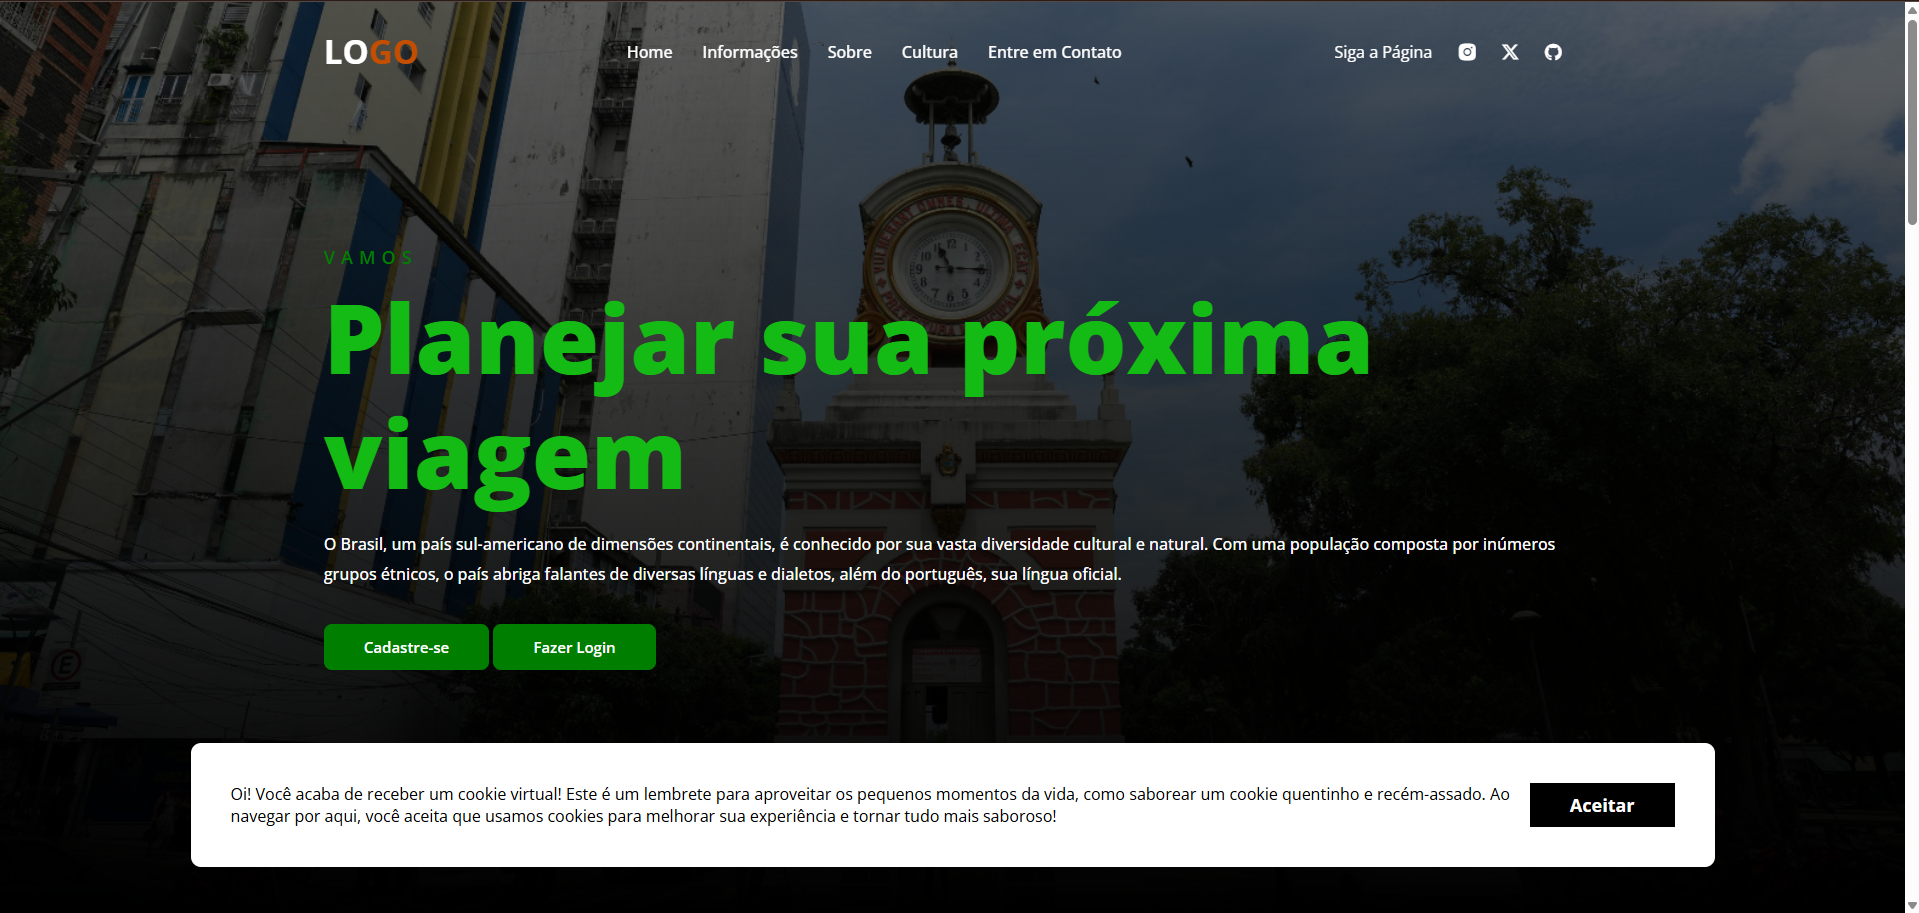 LOGO
Home Informações Sobre Cultura Entre em Contato Siga a Página
VAMOS
Planejar sua próxima
viagem
O Brasil, um país sul-americano de dimensões continentais, é conhecido por sua vasta diversidade cultural e natural. Com uma população composta por inúmeros
grupos étnicos, o país abriga falantes de diversas línguas e dialetos, além do português, sua língua oficial.
Cadastre-se Fazer Login
Oi! Você acaba de receber um cookie virtual! Este é um lembrete para aproveitar os pequenos momentos da vida, como saborear um cookie quentinho e recém-assado. Ao
navegar por aqui, você aceita que usamos cookies para melhorar sua experiência e tornar tudo mais saboroso!
Aceitar
VULNERANT OMNES, ULTIMA NECAT
E